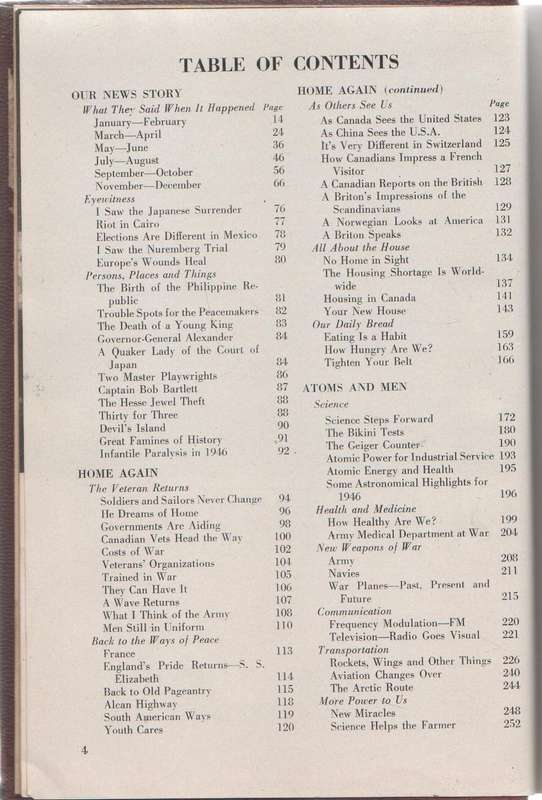 TABLE OF CONTENTS
OUR NEWS STORY
What They Said When It Happened Page
January—February 14
March—April 24
May—June 36
July—August 46
September—October 56
November—December 66
Eyewitness
I Saw the Japanese Surrender 76
Riot in Cairo 77
Elections Are Different in Mexico 78
I Saw the Nuremberg Trial 79
Europe's Wounds Heal 80
Persons, Places and Things
The Birth of the Philippine Re-
public 81
Trouble Spots for the Peacemakers 82
The Death of a Young King 83
Governor-General Alexander 84
A Quaker Lady of the Court of
Japan 84
Two Master Playwrights 86
Captain Bob Bartlett 87
The Hesse Jewel Theft 88
Thirty for Three 88
Devil's Island 90
Great Famines of History 91
Infantile Paralysis in 1946 92
HOME AGAIN
The Veteran Returns
Soldiers and Sailors Never Change 94
He Dreams of Home 96
Governments Are Aiding 98
Canadian Vets Head the Way 100
Costs of War 102
Veterans' Organizations 104
Trained in War 105
They Can Have It 106
A Wave Returns 107
What I Think of the Army 108
Men Still in Uniform 110
Back to the Ways of Peace
France 113
England's Pride Returns—S. S.
Elizabeth 114
Back to Old Pageantry 115
Alcan Highway 118
South American Ways 119
Youth Cares 120
HOME AGAIN (continued)
As Others See Us Page
As Canada Sees the United States 123
As China Sees the U.S.A. 124
It's Very Different in Switzerland 125
How Canadians Impress a French
Visitor 127
A Canadian Reports on the British 128
A Briton's Impressions of the
Scandinavians 129
A Norwegian Looks at America 131
A Briton Speaks 132
All About the House
No Home in Sight 134
The Housing Shortage Is World-
wide 137
Housing in Canada 141
Your New House 143
Our Daily Bread
Eating Is a Habit 159
How Hungry Are We? 163
Tighten Your Belt 166
ATOMS AND MEN
Science
Science Steps Forward 172
The Bikini Tests 180
The Geiger Counter 190
Atomic Power for Industrial Service 193
Atomic Energy and Health 195
Some Astronomical Highlights for
1946 196
Health and Medicine
How Healthy Are We? 199
Army Medical Department at War 204
New Weapons of War
Army 208
Navies 211
War Planes—Past, Present and
Future 215
Communication
Frequency Modulation—FM 220
Television—Radio Goes Visual 221
Transportation
Rockets, Wings and Other Things 226
Aviation Changes Over 240
The Arctic Route 244
More Power to Us
New Miracles 248
Science Helps the Farmer 252
4